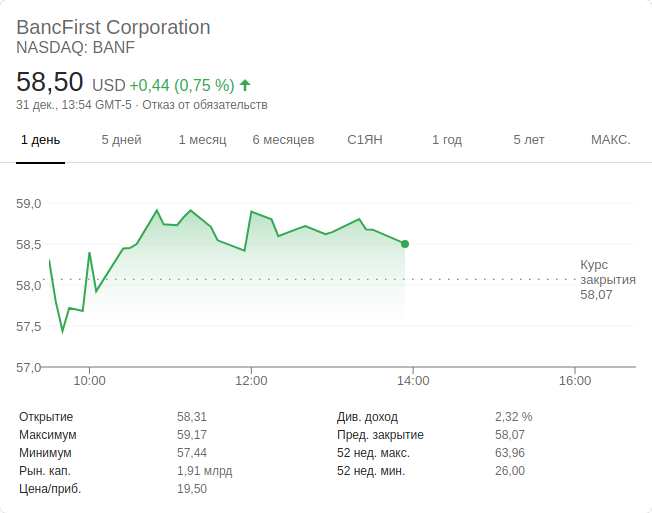 BancFirst Corporation
NASDAQ: BANF
58,50 USD +0,44 (0,75 %)
31 дек., 13:54 GMT-5 · Отказ от обязательств
1 день 5 дней 1 месяц 6 месяцев С1ЯН 1 год 5 лет МАКС.
59,0
58,5
58,0
57,5
57,0
Курс
закрытия
58,07
10:00 12:00 14:00 16:00
Открытие 58,31 Див. доход 2,32 %
Максимум 59,17 Пред. закрытие 58,07
Минимум 57,44 52 нед. макс. 63,96
Рын. кап. 1,91 млрд 52 нед. мин. 26,00
Цена/приб. 19,50